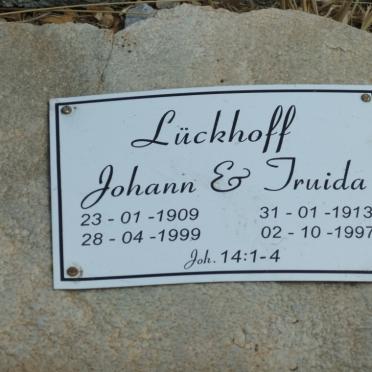 Lückhoff
Johann & Truida
23-01-1909 31-01-1913
28-04-1999 02-10-1997
Joh. 14:1-4